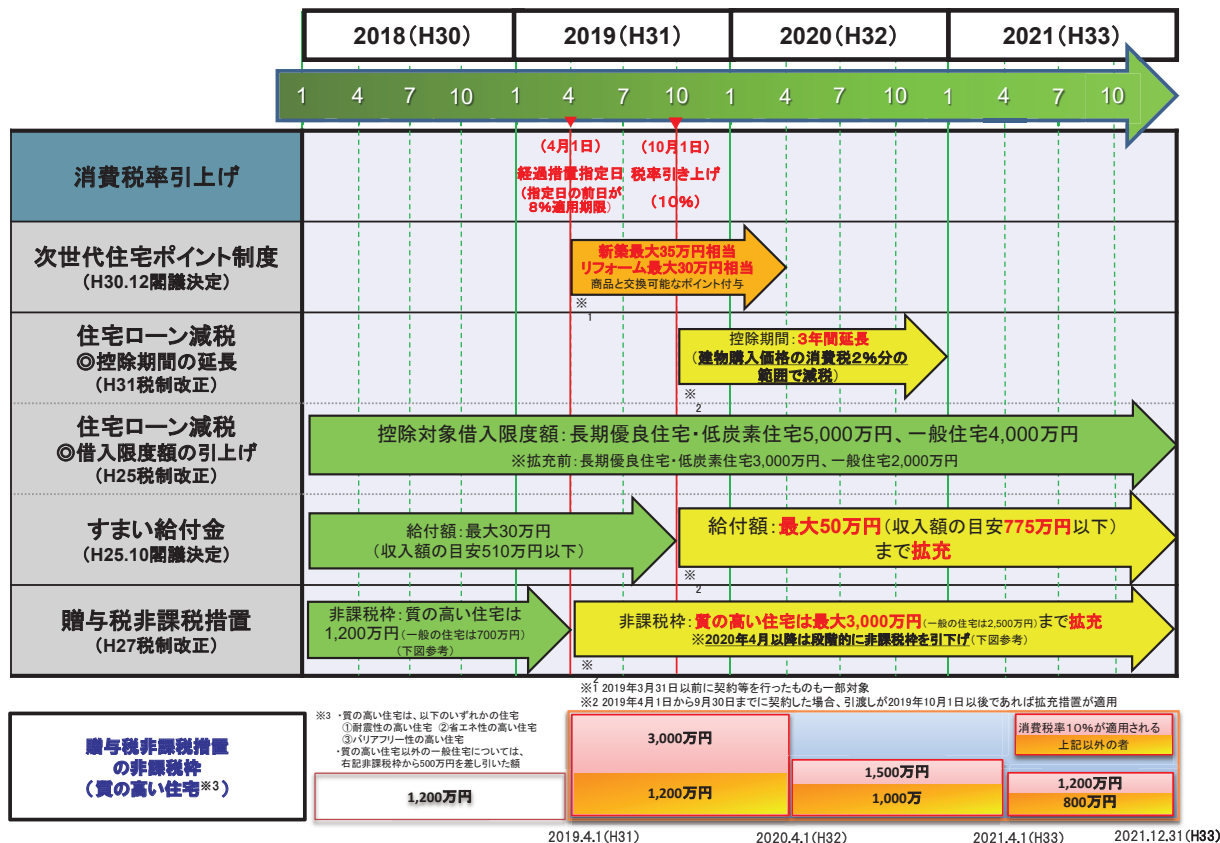 2018(H30) 2019(H31) 2020(H32) 2021(H33)
1 4 7 10 1 4 7 10 1 4 7 10 1 4 7 10
消費税率引上げ
(4月1日)
経過措置指定日
(指定日の前日が
8%適用期限)
(10月1日)
税率引き上げ
(10%)
次世代住宅ポイント制度
(H30.12閣議決定)
新築最大35万円相当
リフォーム最大30万円相当
商品と交換可能なポイント付与
※
1
住宅ローン減税
◎控除期間の延長
(H31税制改正)
控除期間:3年間延長
(建物購入価格の消費税2%分の
範囲で減税)
※
2
住宅ローン減税
◎借入限度額の引上げ
(H25税制改正)
控除対象借入限度額:長期優良住宅・低炭素住宅5,000万円、一般住宅4,000万円
※拡充前:長期優良住宅・低炭素住宅3,000万円、一般住宅2,000万円
すまい給付金
(H25.10閣議決定)
給付額:最大30万円
(収入額の目安510万円以下)
給付額:最大50万円(収入額の目安775万円以下)
まで拡充
※
2
贈与税非課税措置
(H27税制改正)
非課税枠:質の高い住宅は
1,200万円(一般の住宅は700万円)
(下図参考)
非課税枠:質の高い住宅は最大3,000万円(一般の住宅は2,500万円)まで拡充
※2020年4月以降は段階的に非課税枠を引下げ(下図参考)
※
2
※1 2019年3月31日以前に契約等を行ったものも一部対象
※2 2019年4月1日から9月30日までに契約した場合、引渡しが2019年10月1日以後であれば拡充措置が適用
贈与税非課税措置
の非課税枠
(質の高い住宅※3)
※3 ・質の高い住宅は、以下のいずれかの住宅
①耐震性の高い住宅 ②省エネ性の高い住宅
③バリアフリー性の高い住宅
・質の高い住宅以外の一般住宅については、
右記非課税枠から500万円を差し引いた額
1,200万円
3,000万円
1,200万円
1,500万円
1,000万
消費税率10%が適用される
上記以外の者
1,200万円
800万円
2019.4.1(H31) 2020.4.1(H32) 2021.4.1(H33) 2021.12.31(H33)